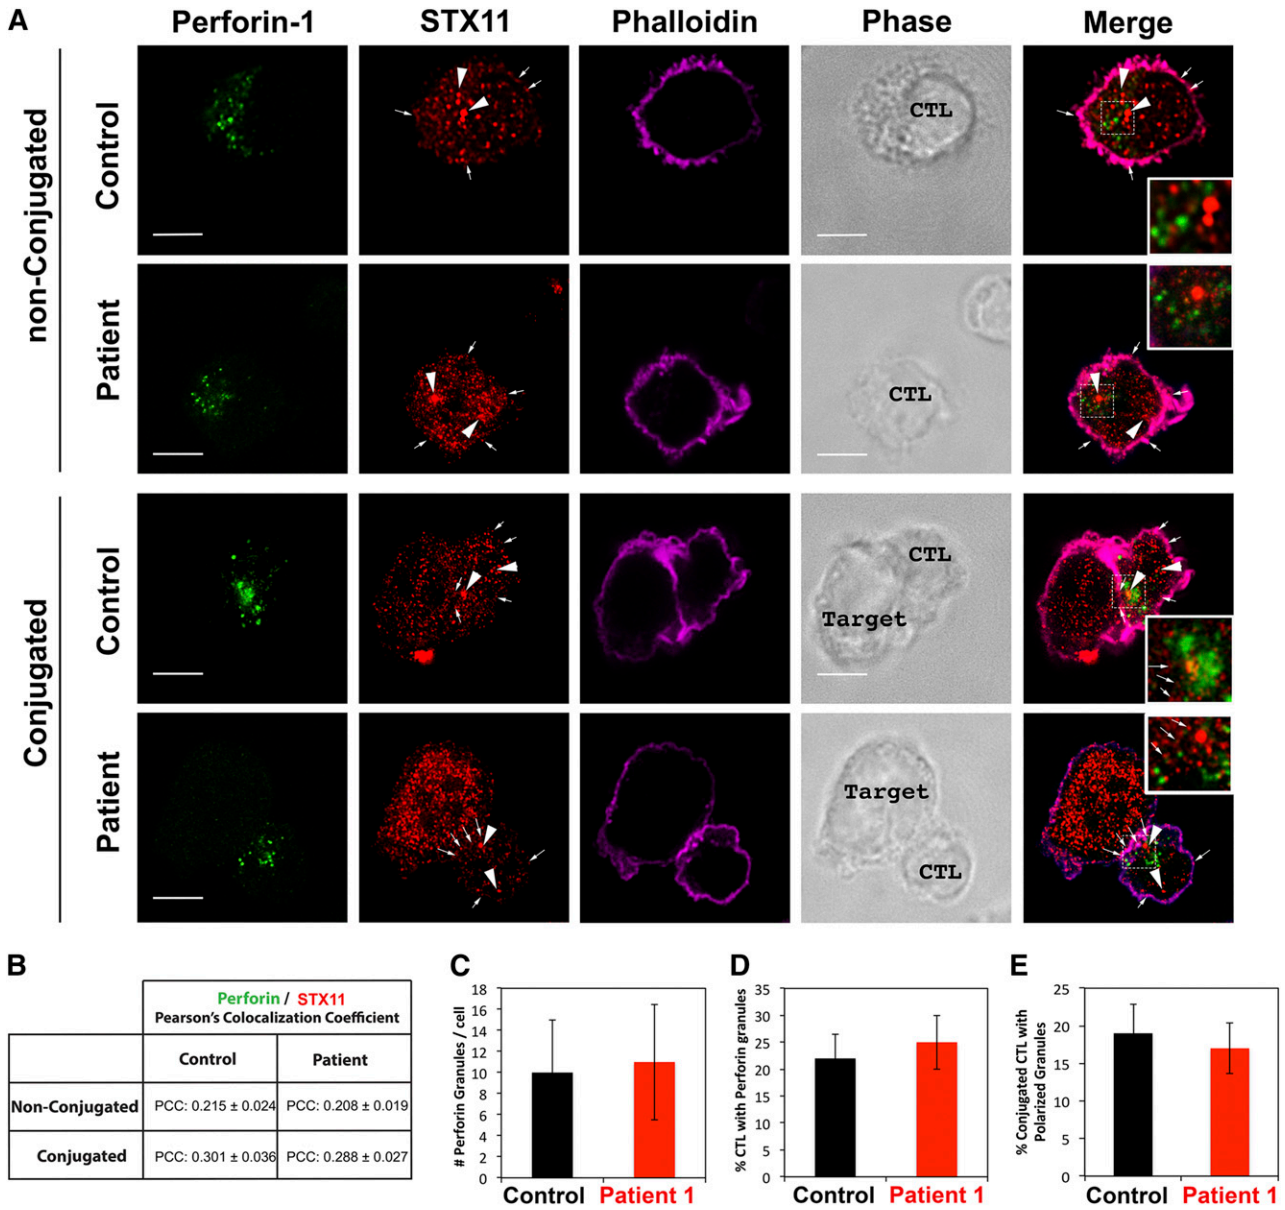 A
Perforin-1 STX11 Phalloidin Phase Merge
non-Conjugated
Control
CTL
Patient
CTL
Conjugated
Control
CTL
Target
Patient
Target
CTL
B
Perforin / STX11
Pearson's Colocalization Coefficient
Control Patient
Non-Conjugated PCC: 0.215 ± 0.024 PCC: 0.208 ± 0.019
Conjugated PCC: 0.301 ± 0.036 PCC: 0.288 ± 0.027
C
# Perforin Granules / cell
18
16
14
12
10
8
6
4
2
0
Control Patient 1
D
% CTL with Perforin granules
35
30
25
20
15
10
5
0
Control Patient 1
E
% Conjugated CTL with
Polarized Granules
25
20
15
10
5
0
Control Patient 1